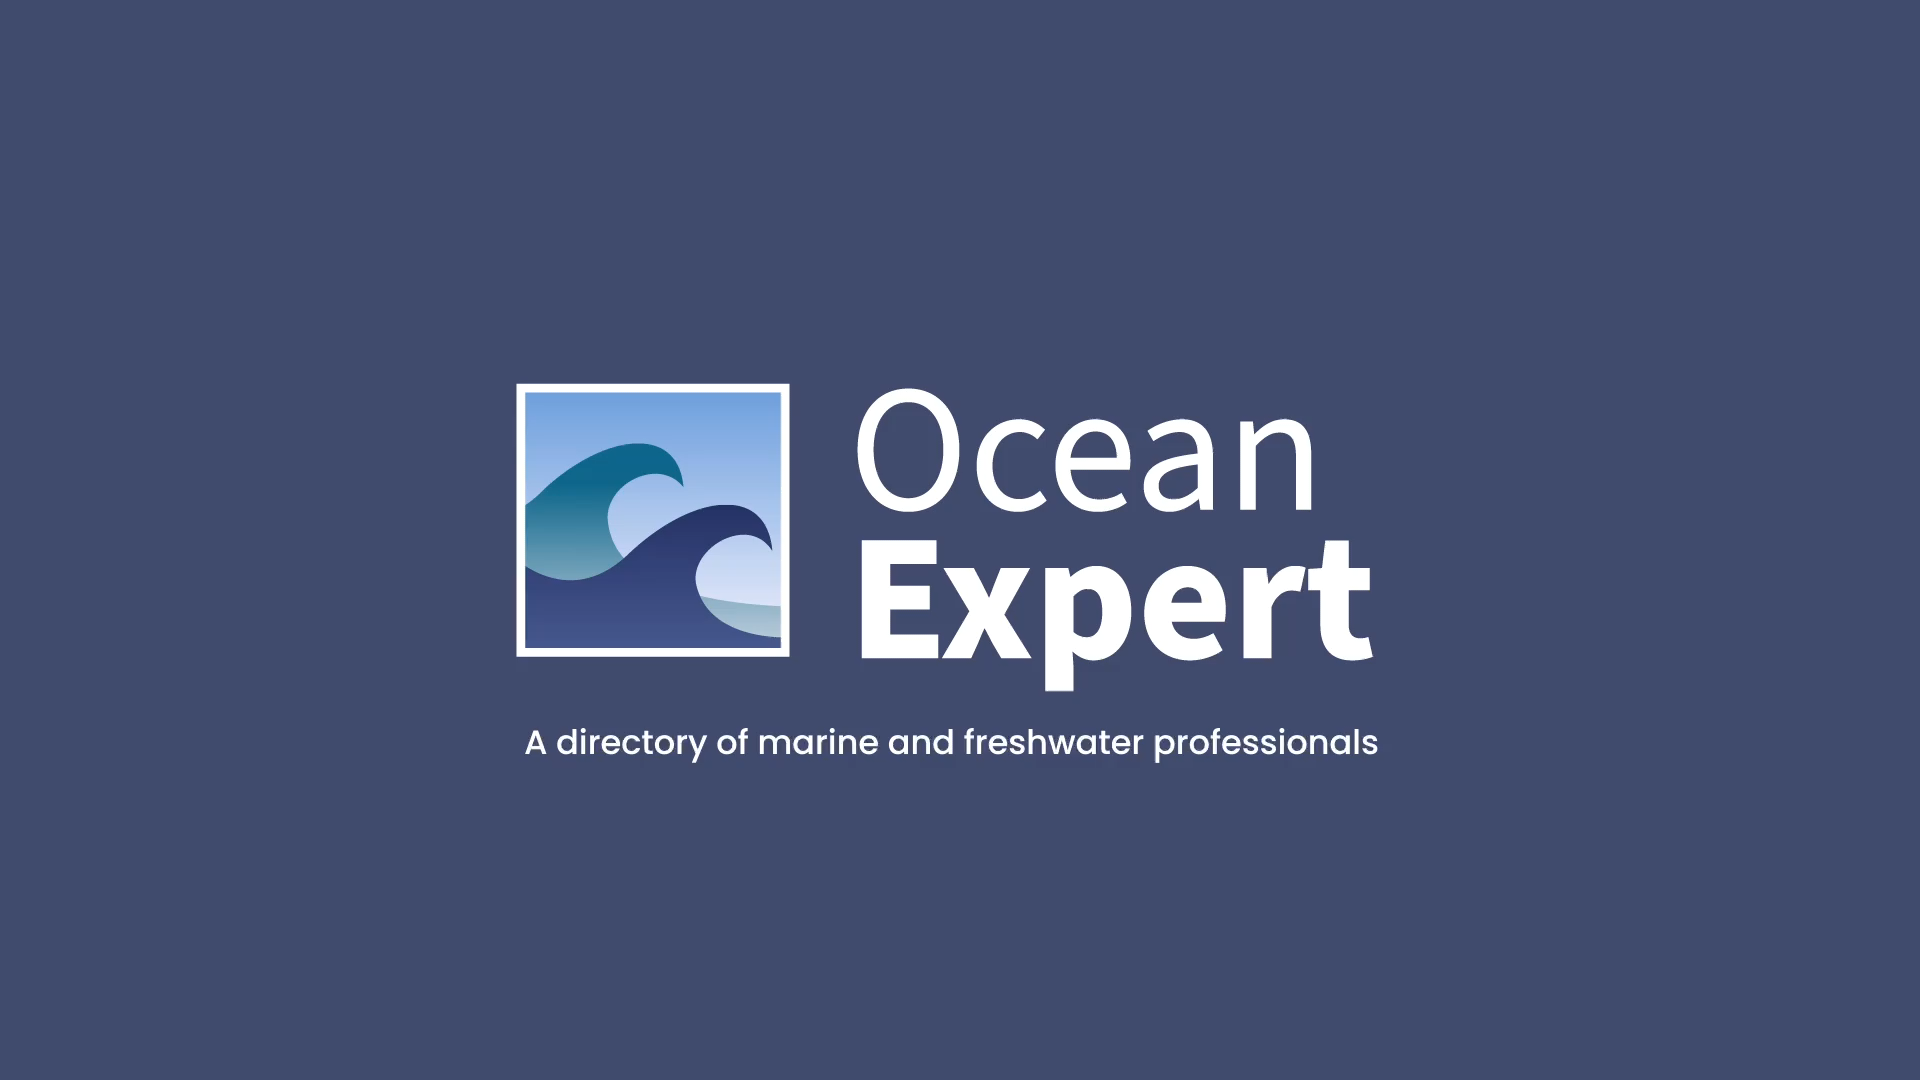 Ocean
Expert
A directory of marine and freshwater professionals